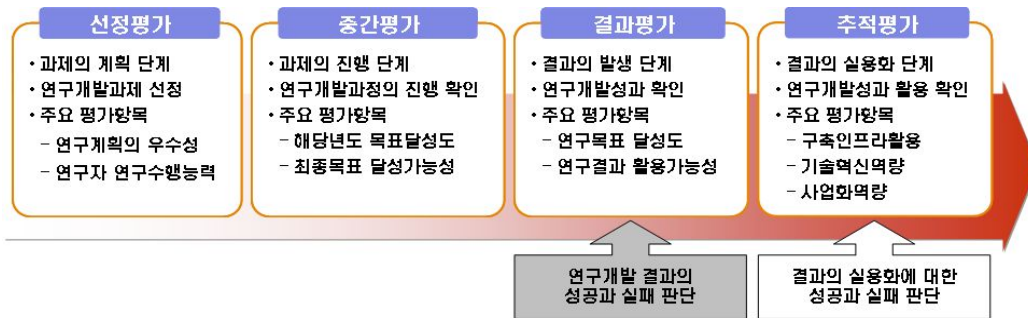 선정평가
• 과제의 계획 단계
• 연구개발과제 선정
• 주요 평가항목
– 연구계획의 우수성
– 연구자 연구수행능력
중간평가
• 과제의 진행 단계
• 연구개발과정의 진행 확인
• 주요 평가항목
– 해당년도 목표달성도
– 최종목표 달성가능성
결과평가
• 결과의 발생 단계
• 연구개발성과 확인
• 주요 평가항목
– 연구목표 달성도
– 연구결과 활용가능성
추적평가
• 결과의 실용화 단계
• 연구개발성과 활용 확인
• 주요 평가항목
– 구축인프라활용
– 기술혁신역량
– 사업화역량
연구개발 결과의
성공과 실패 판단
결과의 실용화에 대한
성공과 실패 판단